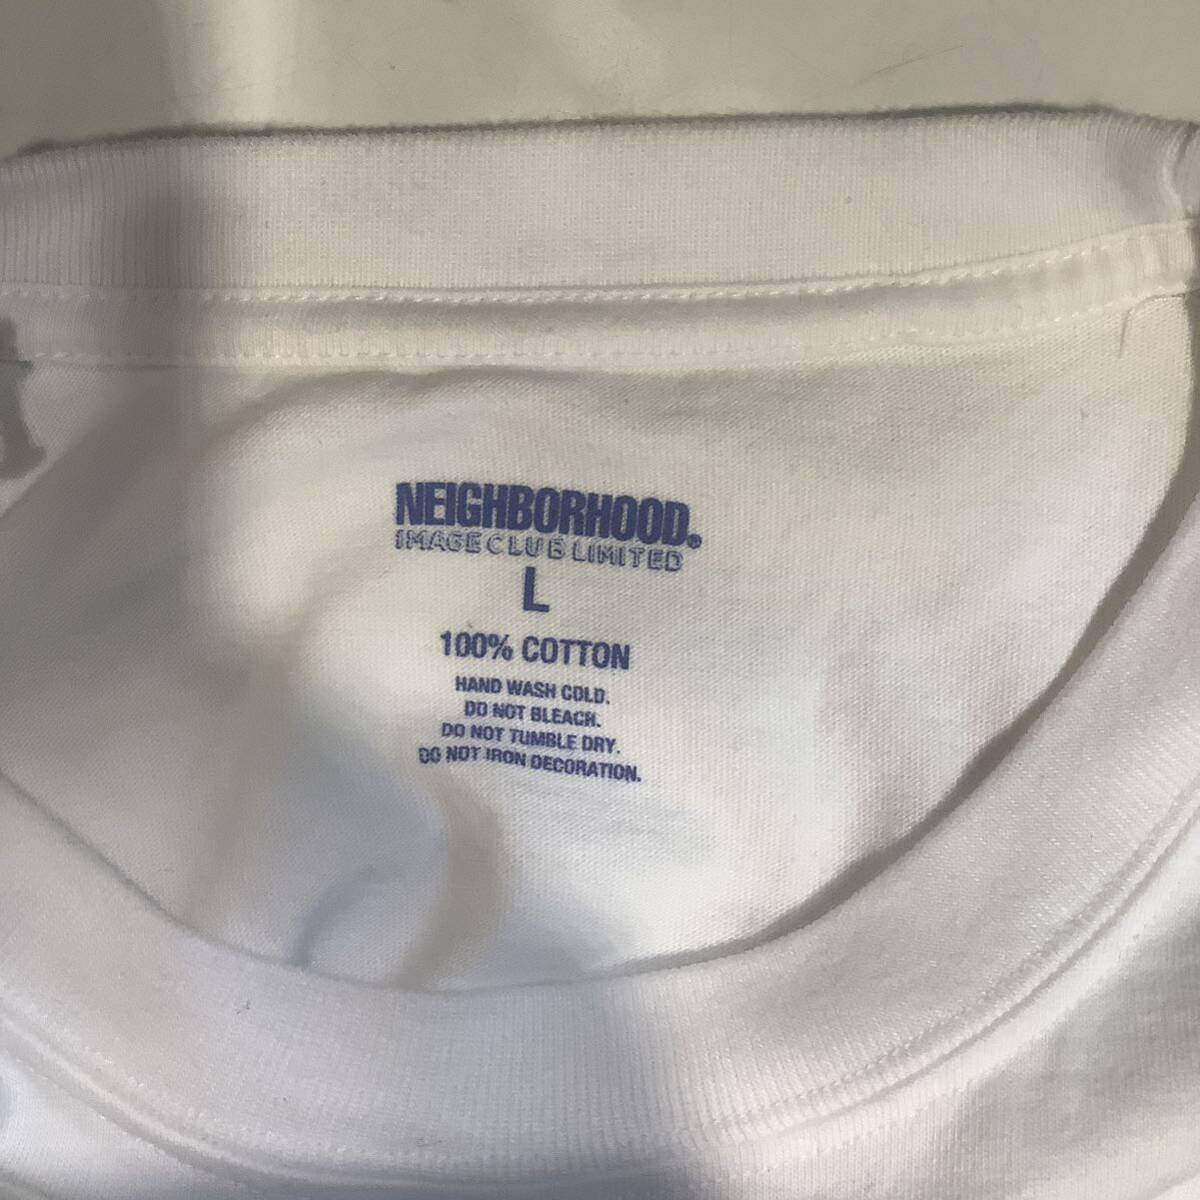 NEIGHBORHOOD®
IMAGE CLUB LIMITED
L
100% COTTON
HAND WASH COLD.
DO NOT BLEACH.
DO NOT TUMBLE DRY.
DO NOT IRON DECORATION.